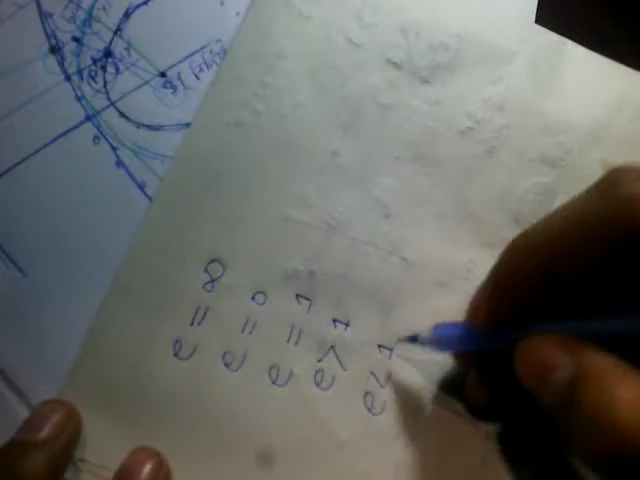 e = ∞
e = 0
e = 1
e > 1
e < 1